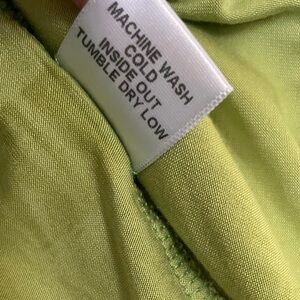 MACHINE WASH
COLD
INSIDE OUT
TUMBLE DRY LOW